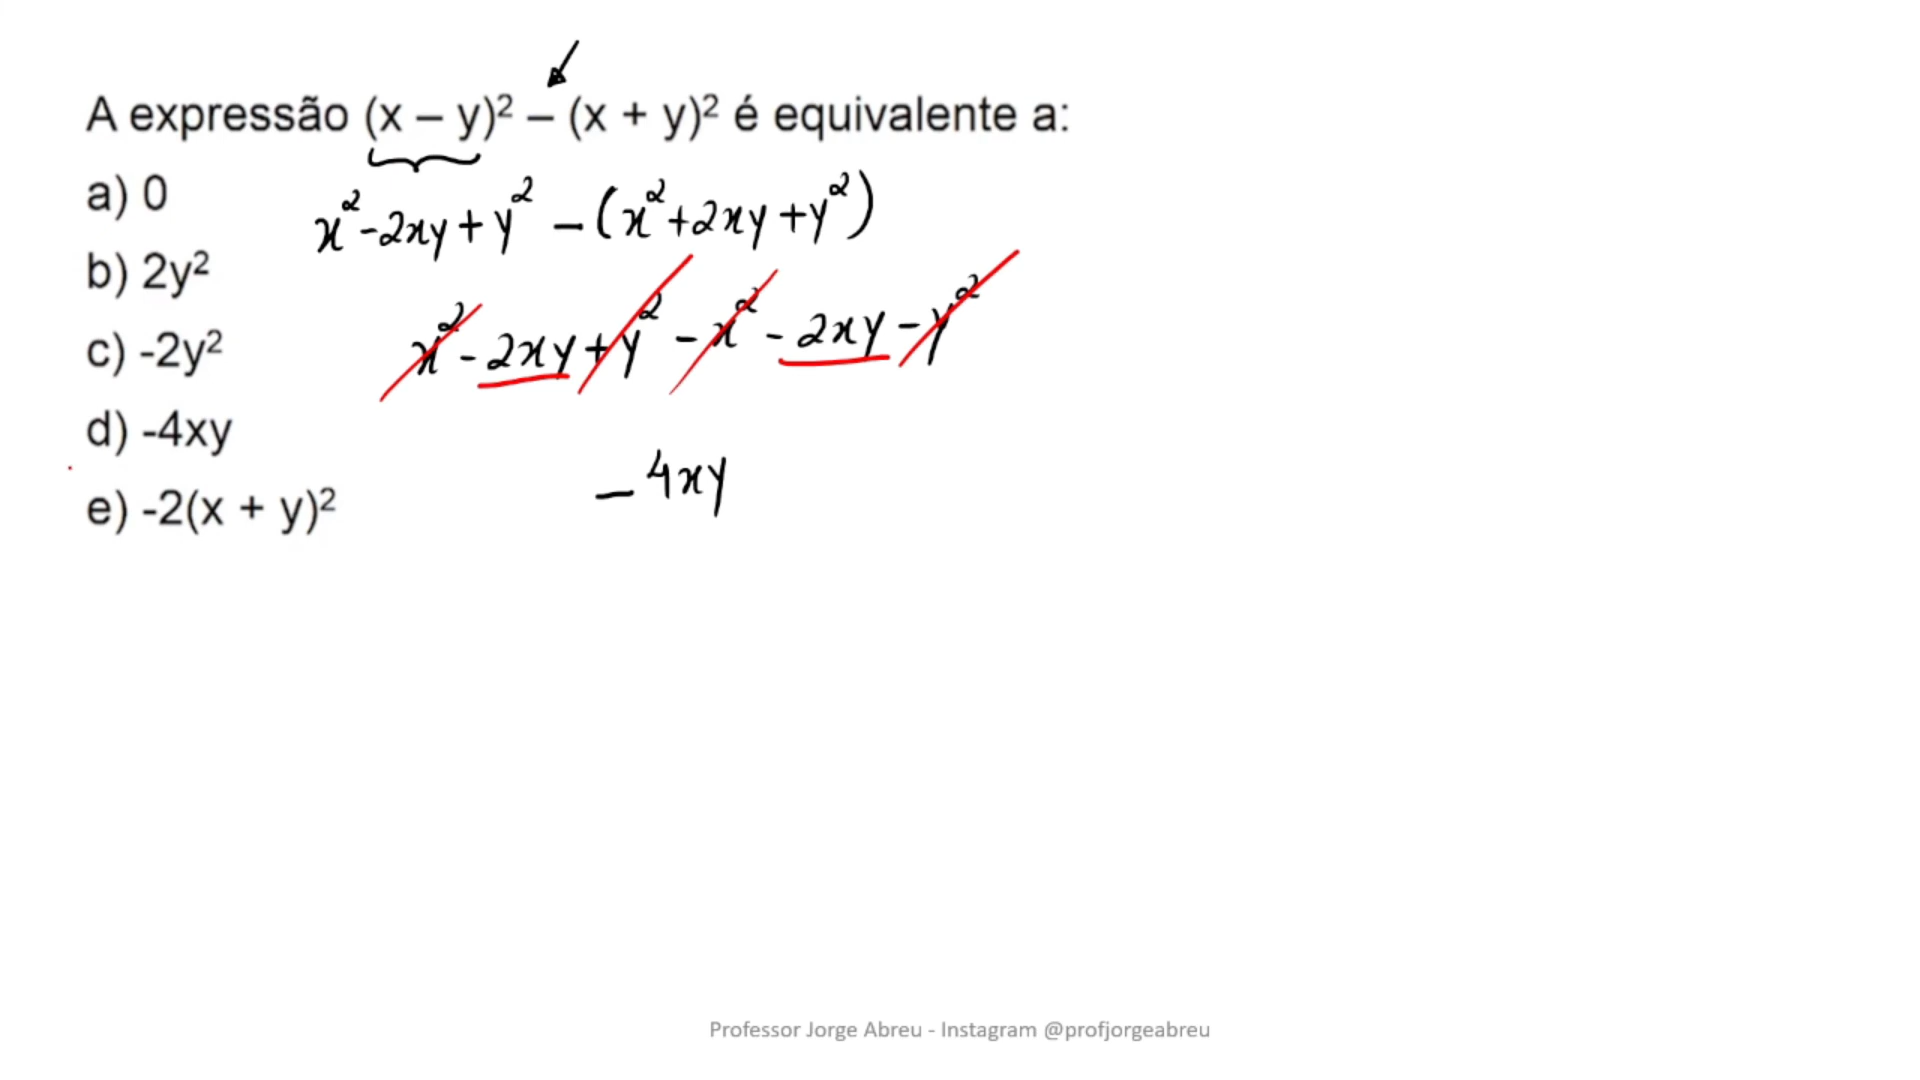 A expressão (x – y)² – (x + y)² é equivalente a:
a) 0
x² - 2xy + y² - (x² + 2xy + y²)
b) 2y²
c) -2y²
x² - 2xy + y² - x² - 2xy - y²
d) -4xy
- 4xy
e) -2(x + y)²
Professor Jorge Abreu - Instagram @profjorgeabreu